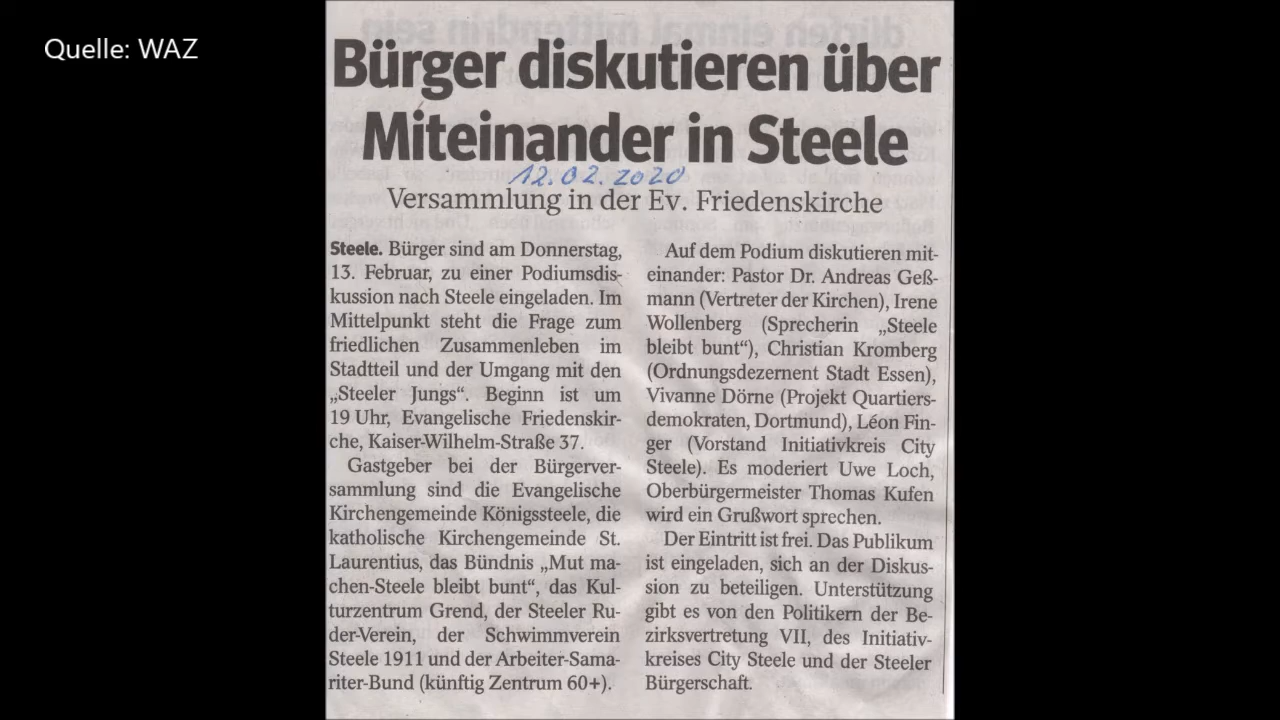 Quelle: WAZ
Bürger diskutieren über
Miteinander in Steele
12.02.2020
Versammlung in der Ev. Friedenskirche
Steele. Bürger sind am Donnerstag,
13. Februar, zu einer Podiumsdis-
kussion nach Steele eingeladen. Im
Mittelpunkt steht die Frage zum
friedlichen Zusammenleben im
Stadtteil und der Umgang mit den
„Steeler Jungs“. Beginn ist um
19 Uhr, Evangelische Friedenskir-
che, Kaiser-Wilhelm-Straße 37.
Gastgeber bei der Bürgerver-
sammlung sind die Evangelische
Kirchengemeinde Königssteele, die
katholische Kirchengemeinde St.
Laurentius, das Bündnis „Mut ma-
chen-Steele bleibt bunt“, das Kul-
turzentrum Grend, der Steeler Ru-
der-Verein, der Schwimmverein
Steele 1911 und der Arbeiter-Sama-
riter-Bund (künftig Zentrum 60+).
Auf dem Podium diskutieren mit-
einander: Pastor Dr. Andreas Geß-
mann (Vertreter der Kirchen), Irene
Wollenberg (Sprecherin „Steele
bleibt bunt“), Christian Kromberg
(Ordnungsdezernent Stadt Essen),
Vivanne Dörne (Projekt Quartiers-
demokraten, Dortmund), Léon Fin-
ger (Vorstand Initiativkreis City
Steele). Es moderiert Uwe Loch,
Oberbürgermeister Thomas Kufen
wird ein Grußwort sprechen.
Der Eintritt ist frei. Das Publikum
ist eingeladen, sich an der Diskus-
sion zu beteiligen. Unterstützung
gibt es von den Politikern der Be-
zirksvertretung VII, des Initiativ-
kreises City Steele und der Steeler
Bürgerschaft.